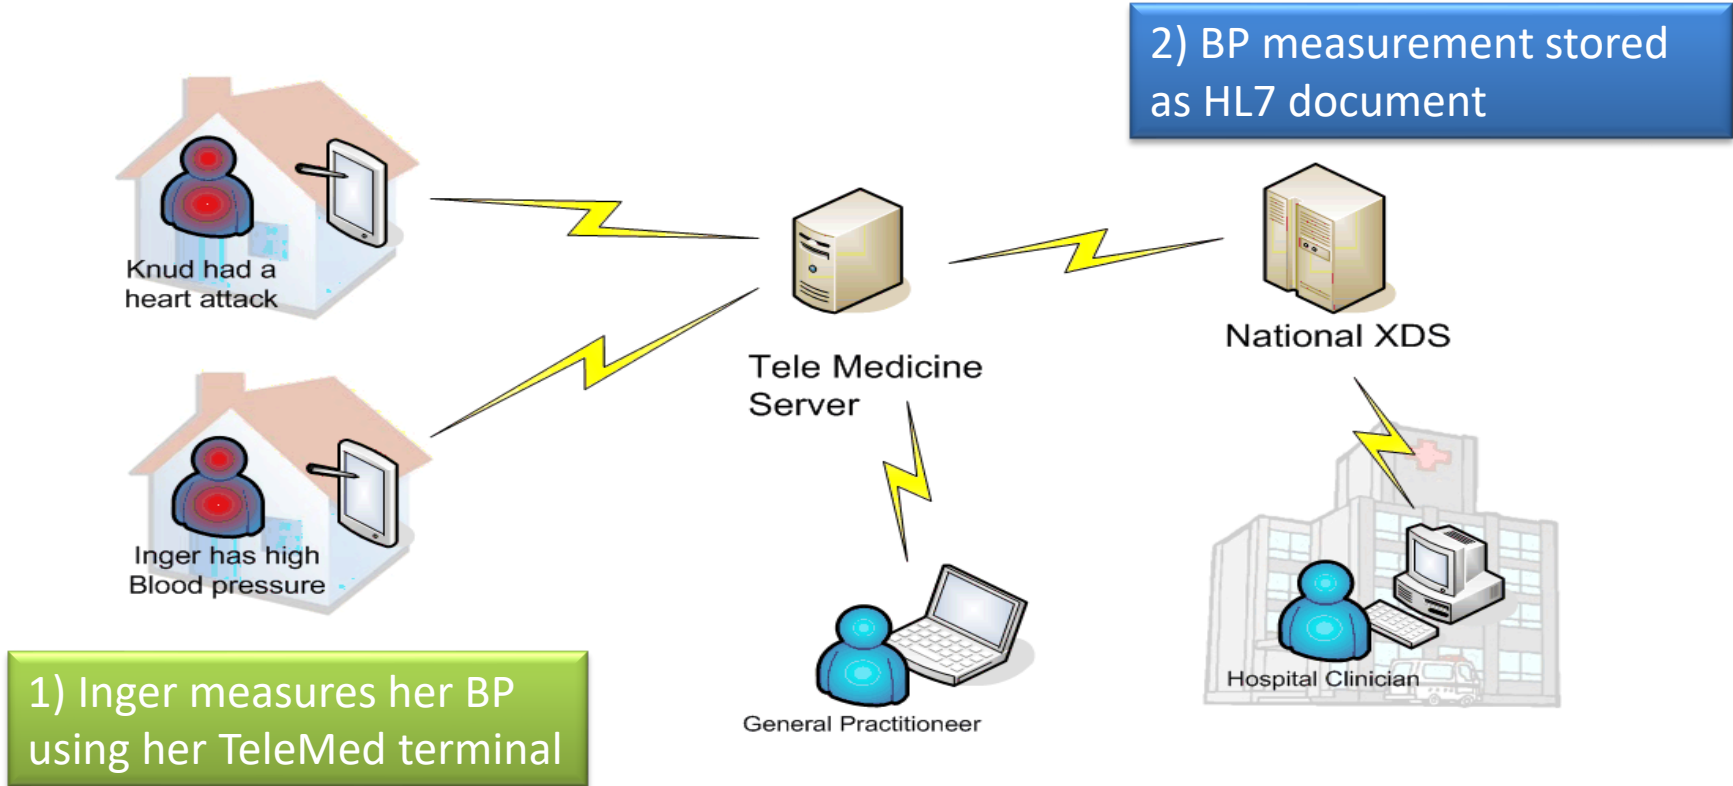 2) BP measurement stored
as HL7 document
Knud had a
heart attack
Tele Medicine
Server
National XDS
Inger has high
Blood pressure
General Practitioneer
Hospital Clinician
1) Inger measures her BP
using her TeleMed terminal